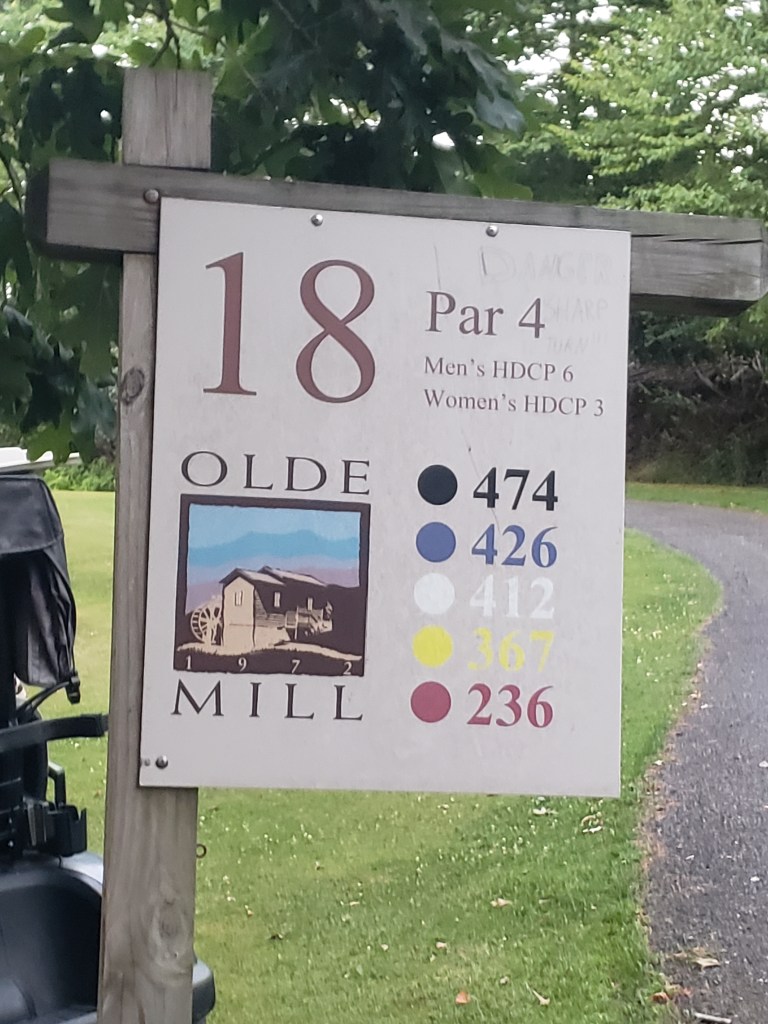 18
Par 4
Men's HDCP 6
Women's HDCP 3
OLDE
1972
MILL
474
426
412
367
236